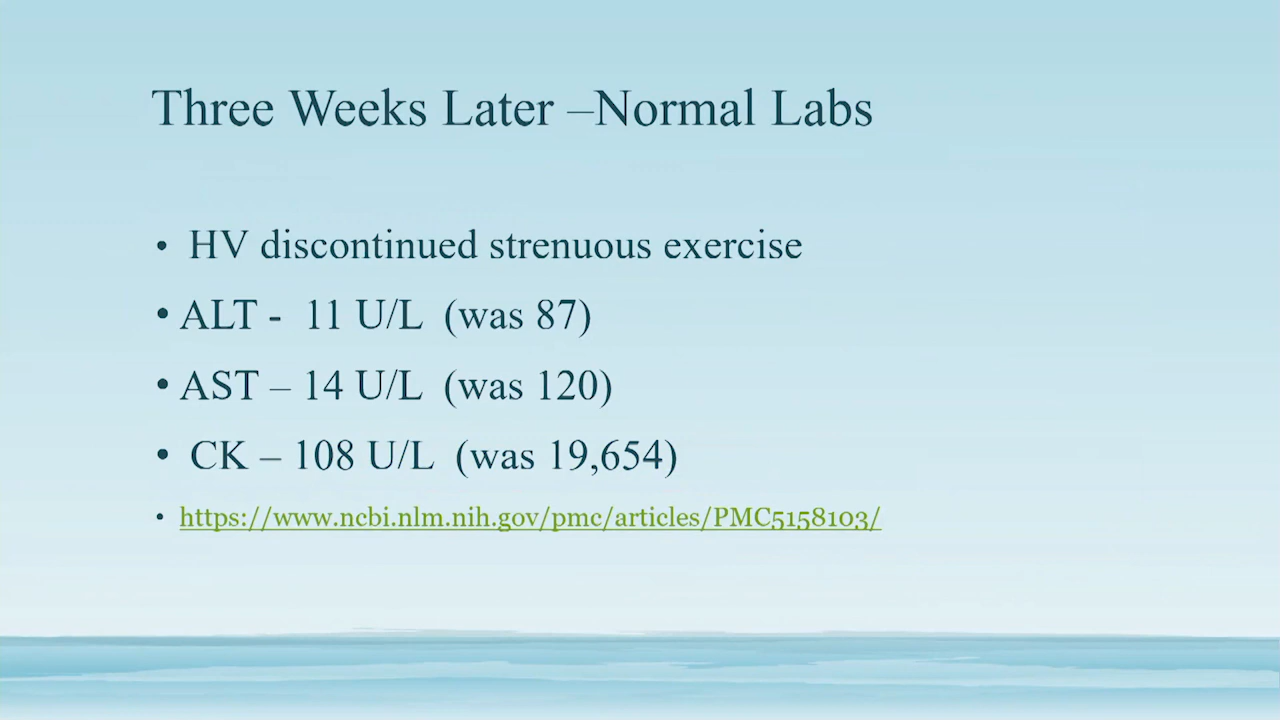 Three Weeks Later –Normal Labs
• HV discontinued strenuous exercise
• ALT - 11 U/L (was 87)
• AST – 14 U/L (was 120)
• CK – 108 U/L (was 19,654)
• https://www.ncbi.nlm.nih.gov/pmc/articles/PMC5158103/